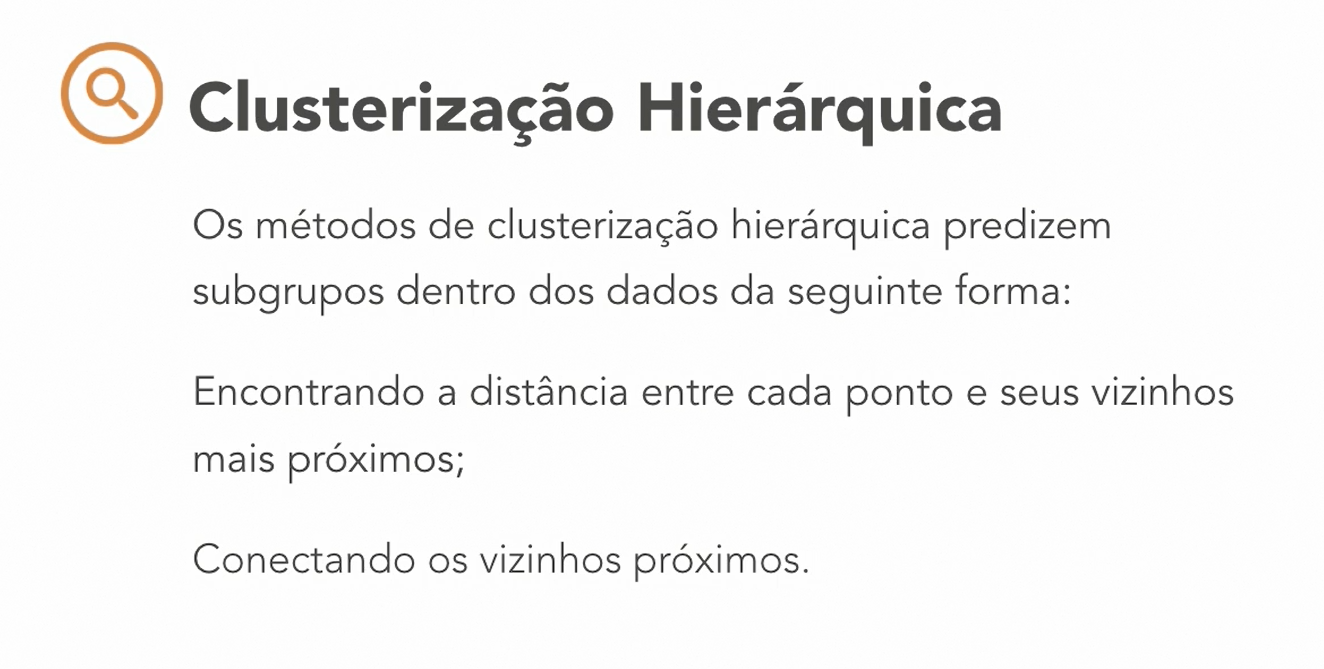 Clusterização Hierárquica
Os métodos de clusterização hierárquica predizem
subgrupos dentro dos dados da seguinte forma:
Encontrando a distância entre cada ponto e seus vizinhos
mais próximos;
Conectando os vizinhos próximos.